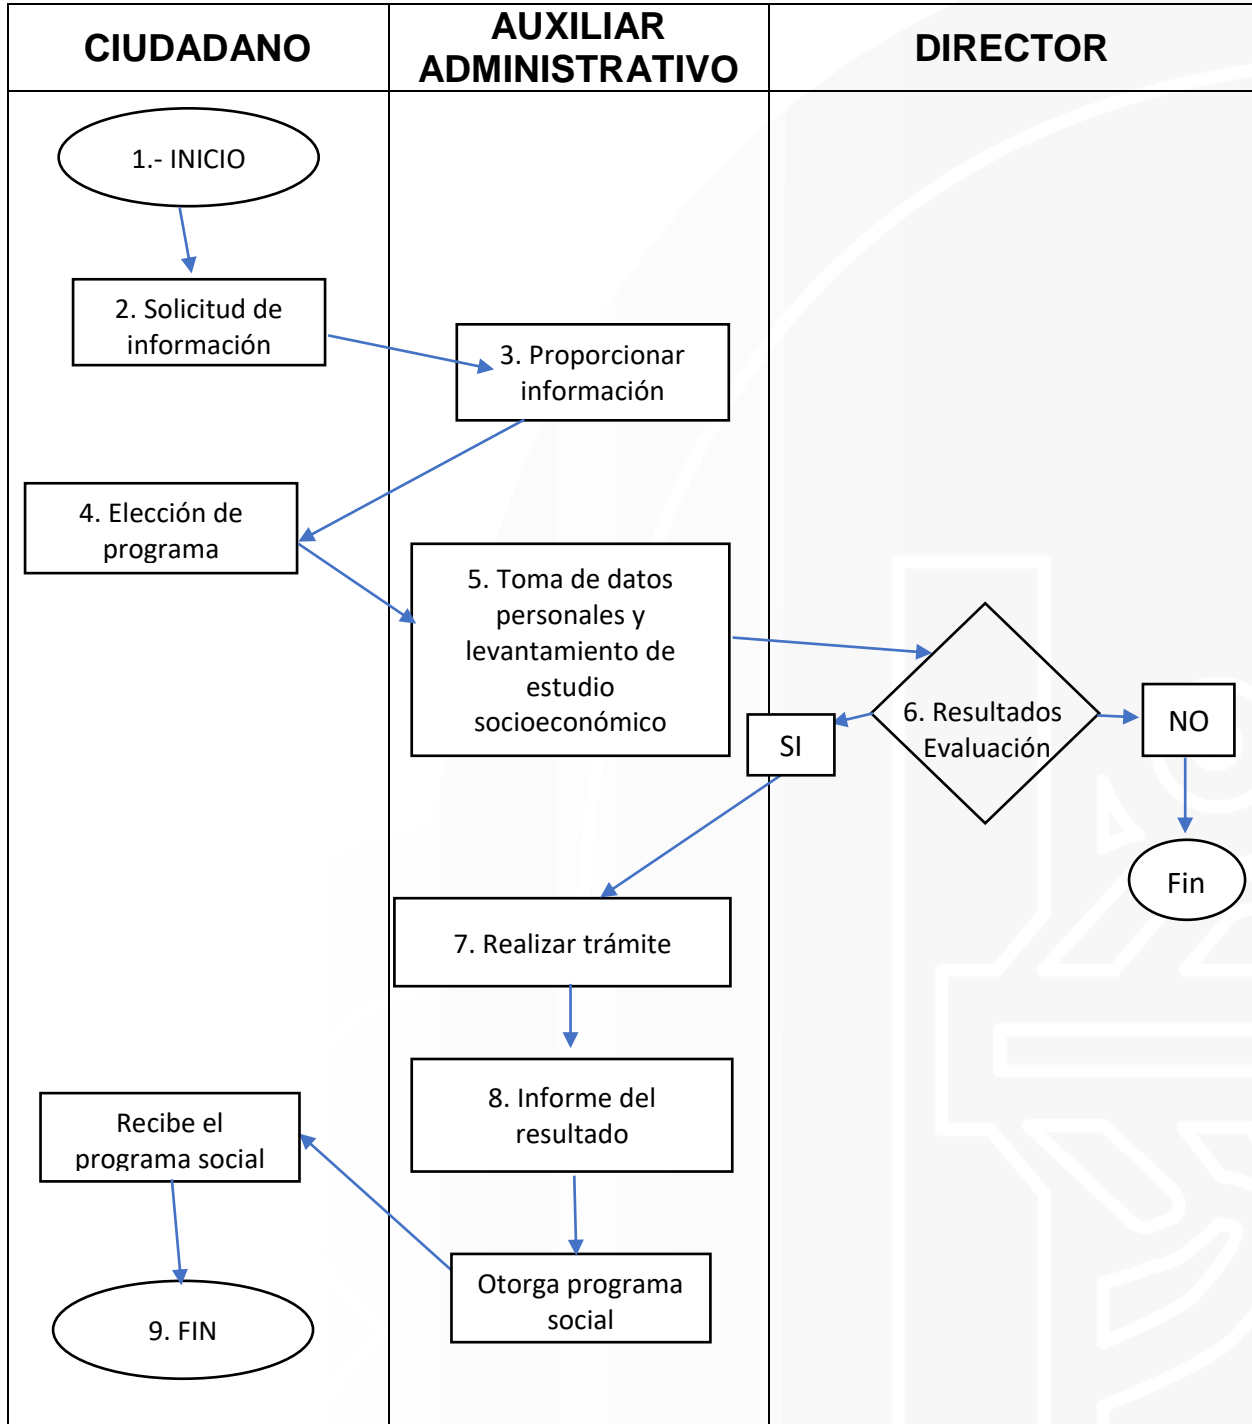 CIUDADANO
AUXILIAR
ADMINISTRATIVO
DIRECTOR
1.- INICIO
2. Solicitud de
información
3. Proporcionar
información
4. Elección de
programa
5. Toma de datos
personales y
levantamiento de
estudio
socioeconómico
6. Resultados
Evaluación
SI
NO
Fin
7. Realizar trámite
8. Informe del
resultado
Otorga programa
social
Recibe el
programa social
9. FIN